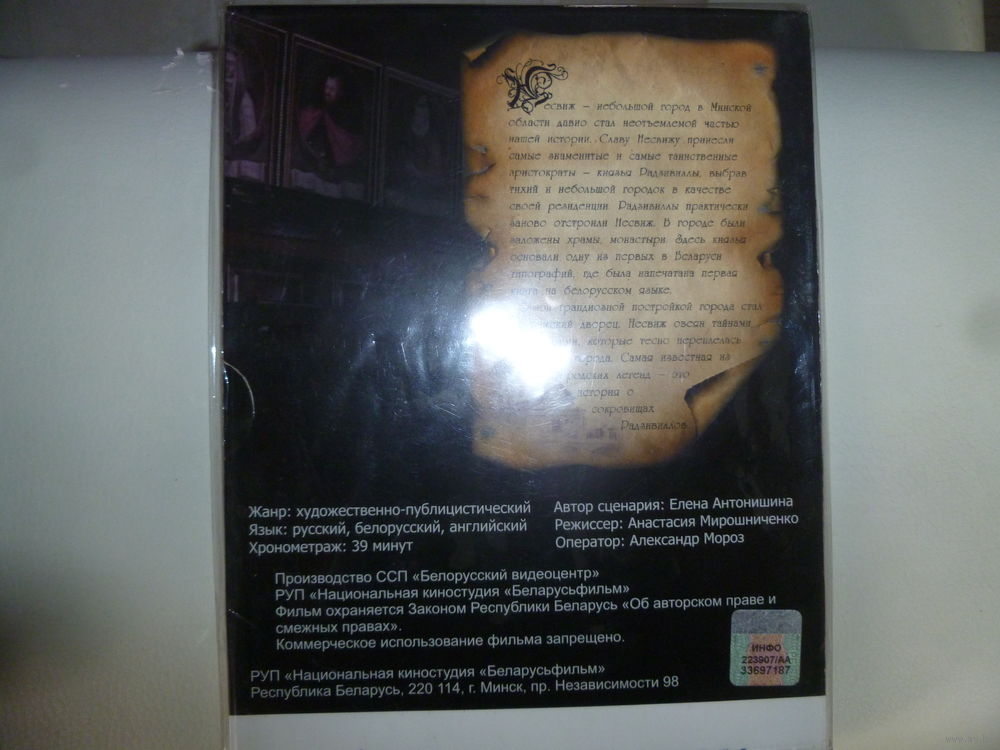 Несвиж – небольшой город в Минской
области давно стал неотъемлемой частью
нашей истории. Славу Несвижу принесли
самые знаменитые и самые таинственные
аристократы – князья Радзивиллы, выбрав
тихий и небольшой городок в качестве
своей резиденции. Радзивиллы практически
заново отстроили Несвиж. В городе были
заложены храмы, монастыри. Здесь князья
основали одну из первых в Беларуси
типографий, где была напечатана первая
книга на белорусском языке.
грандиозной постройкой города стал
дворец. Несвиж овеян тайнами
которые тесно переплелась
города. Самая известная из
легенд – это
история о
сокровищах
Радзивиллов...
Жанр: художественно-публицистический
Язык: русский, белорусский, английский
Хронометраж: 39 минут
Автор сценария: Елена Антонишина
Режиссер: Анастасия Мирошниченко
Оператор: Александр Мороз
Производство ССП «Белорусский видеоцентр»
РУП «Национальная киностудия «Беларусьфильм»
Фильм охраняется Законом Республики Беларусь «Об авторском праве и
смежных правах».
Коммерческое использование фильма запрещено.
ИНФО
223907/АА
33697187
РУП «Национальная киностудия «Беларусьфильм»
Республика Беларусь, 220 114, г. Минск, пр. Независимости 98